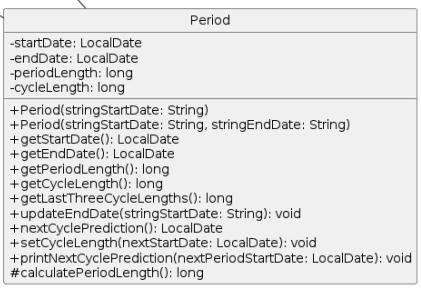 Period
-startDate: LocalDate
-endDate: LocalDate
-periodLength: long
-cycleLength: long
+Period(stringStartDate: String)
+Period(stringStartDate: String, stringEndDate: String)
+getStartDate(): LocalDate
+getEndDate(): LocalDate
+getPeriodLength(): long
+getCycleLength(): long
+getLastThreeCycleLengths(): long
+updateEndDate(stringStartDate: String): void
+nextCyclePrediction(): LocalDate
+setCycleLength(nextStartDate: LocalDate): void
+printNextCyclePrediction(nextPeriodStartDate: LocalDate): void
#calculatePeriodLength(): long